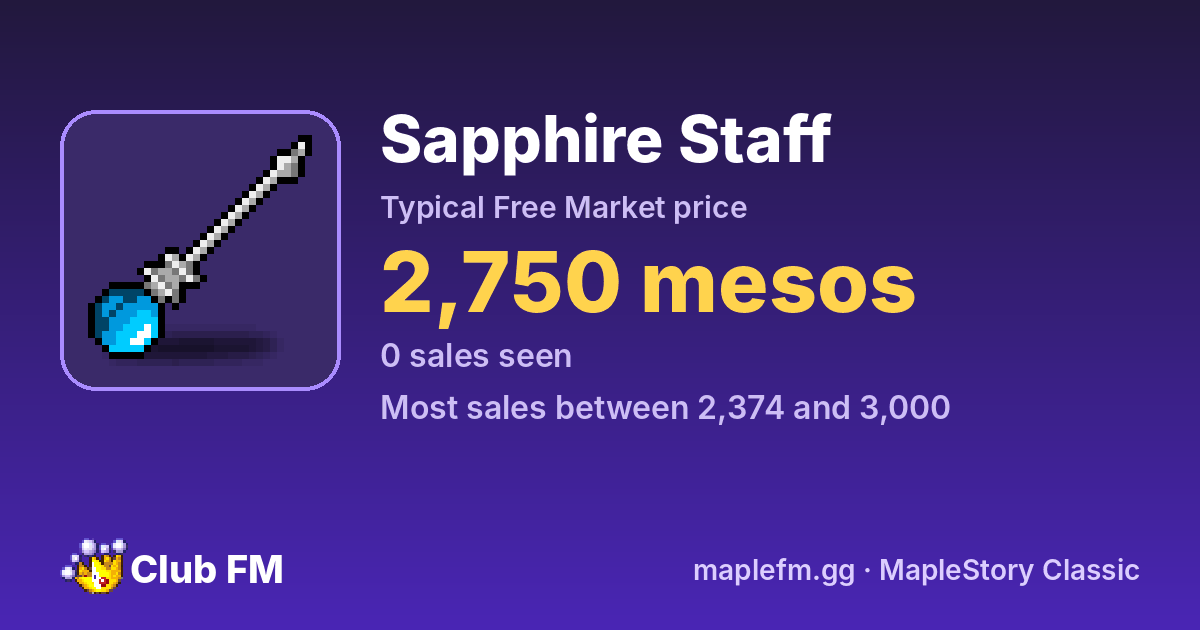 Sapphire Staff
Typical Free Market price
2,750 mesos
0 sales seen
Most sales between 2,374 and 3,000
Club FM
maplefm.gg · MapleStory Classic